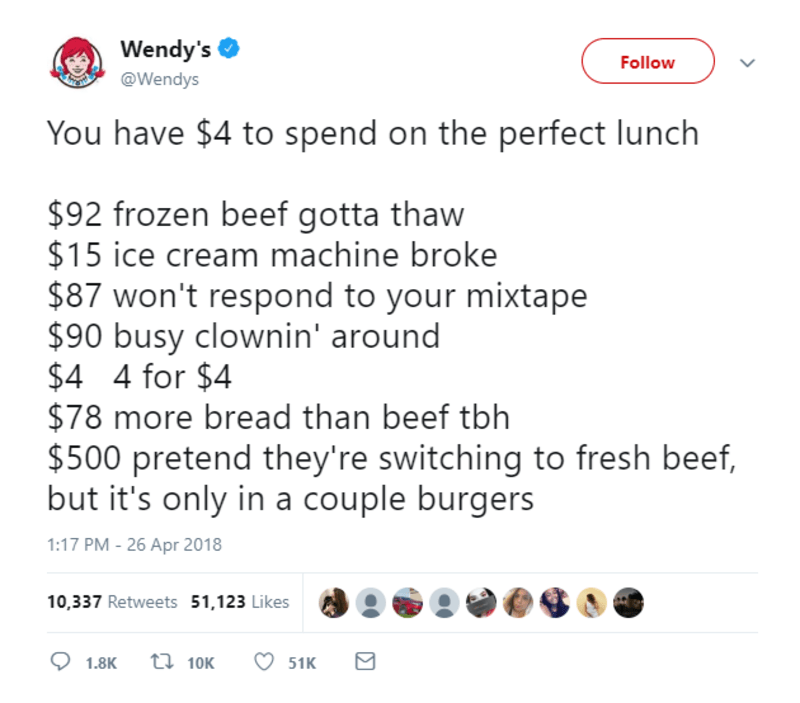 Wendy's
@Wendys
Follow
You have $4 to spend on the perfect lunch
$92 frozen beef gotta thaw
$15 ice cream machine broke
$87 won't respond to your mixtape
$90 busy clownin' around
$4 4 for $4
$78 more bread than beef tbh
$500 pretend they're switching to fresh beef,
but it's only in a couple burgers
1:17 PM - 26 Apr 2018
10,337 Retweets 51,123 Likes
1.8K 10K 51K